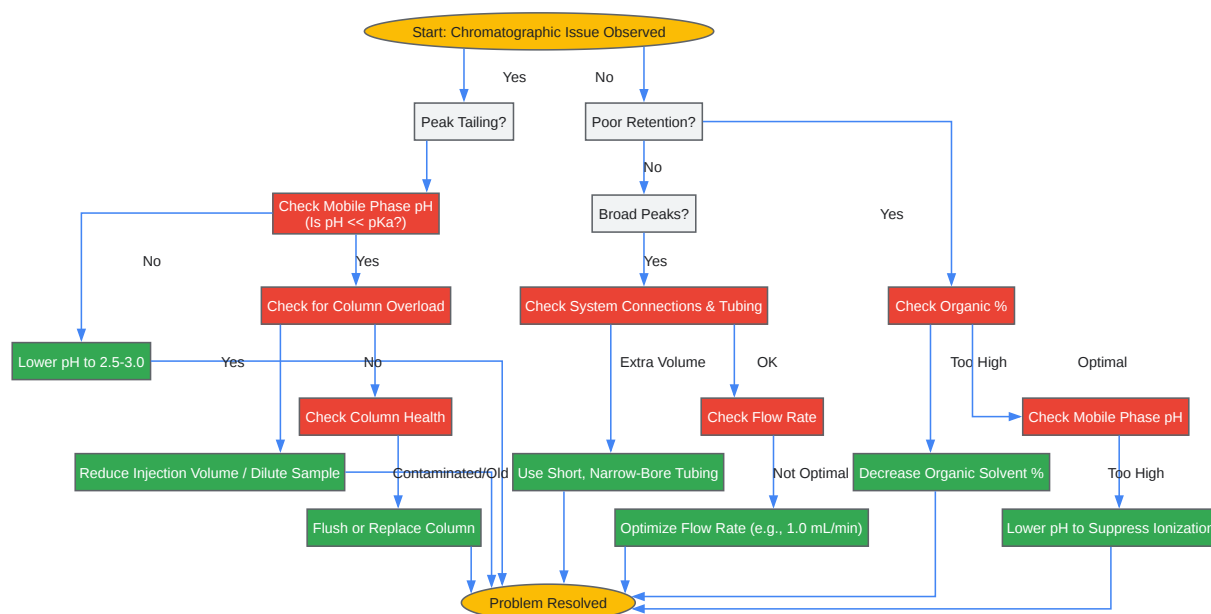 Start: Chromatographic Issue Observed
Yes
No
Peak Tailing?
Poor Retention?
No
Check Mobile Phase pH
(Is pH << pKa?)
Broad Peaks?
Yes
No
Yes
Yes
Check for Column Overload
Check System Connections & Tubing
Check Organic %
Lower pH to 2.5-3.0
Yes
No
Extra Volume
OK
Too High
Optimal
Check Column Health
Check Flow Rate
Check Mobile Phase pH
Reduce Injection Volume / Dilute Sample
Contaminated/Old
Use Short, Narrow-Bore Tubing
Not Optimal
Decrease Organic Solvent %
Too High
Flush or Replace Column
Optimize Flow Rate (e.g., 1.0 mL/min)
Lower pH to Suppress Ionization
Problem Resolved